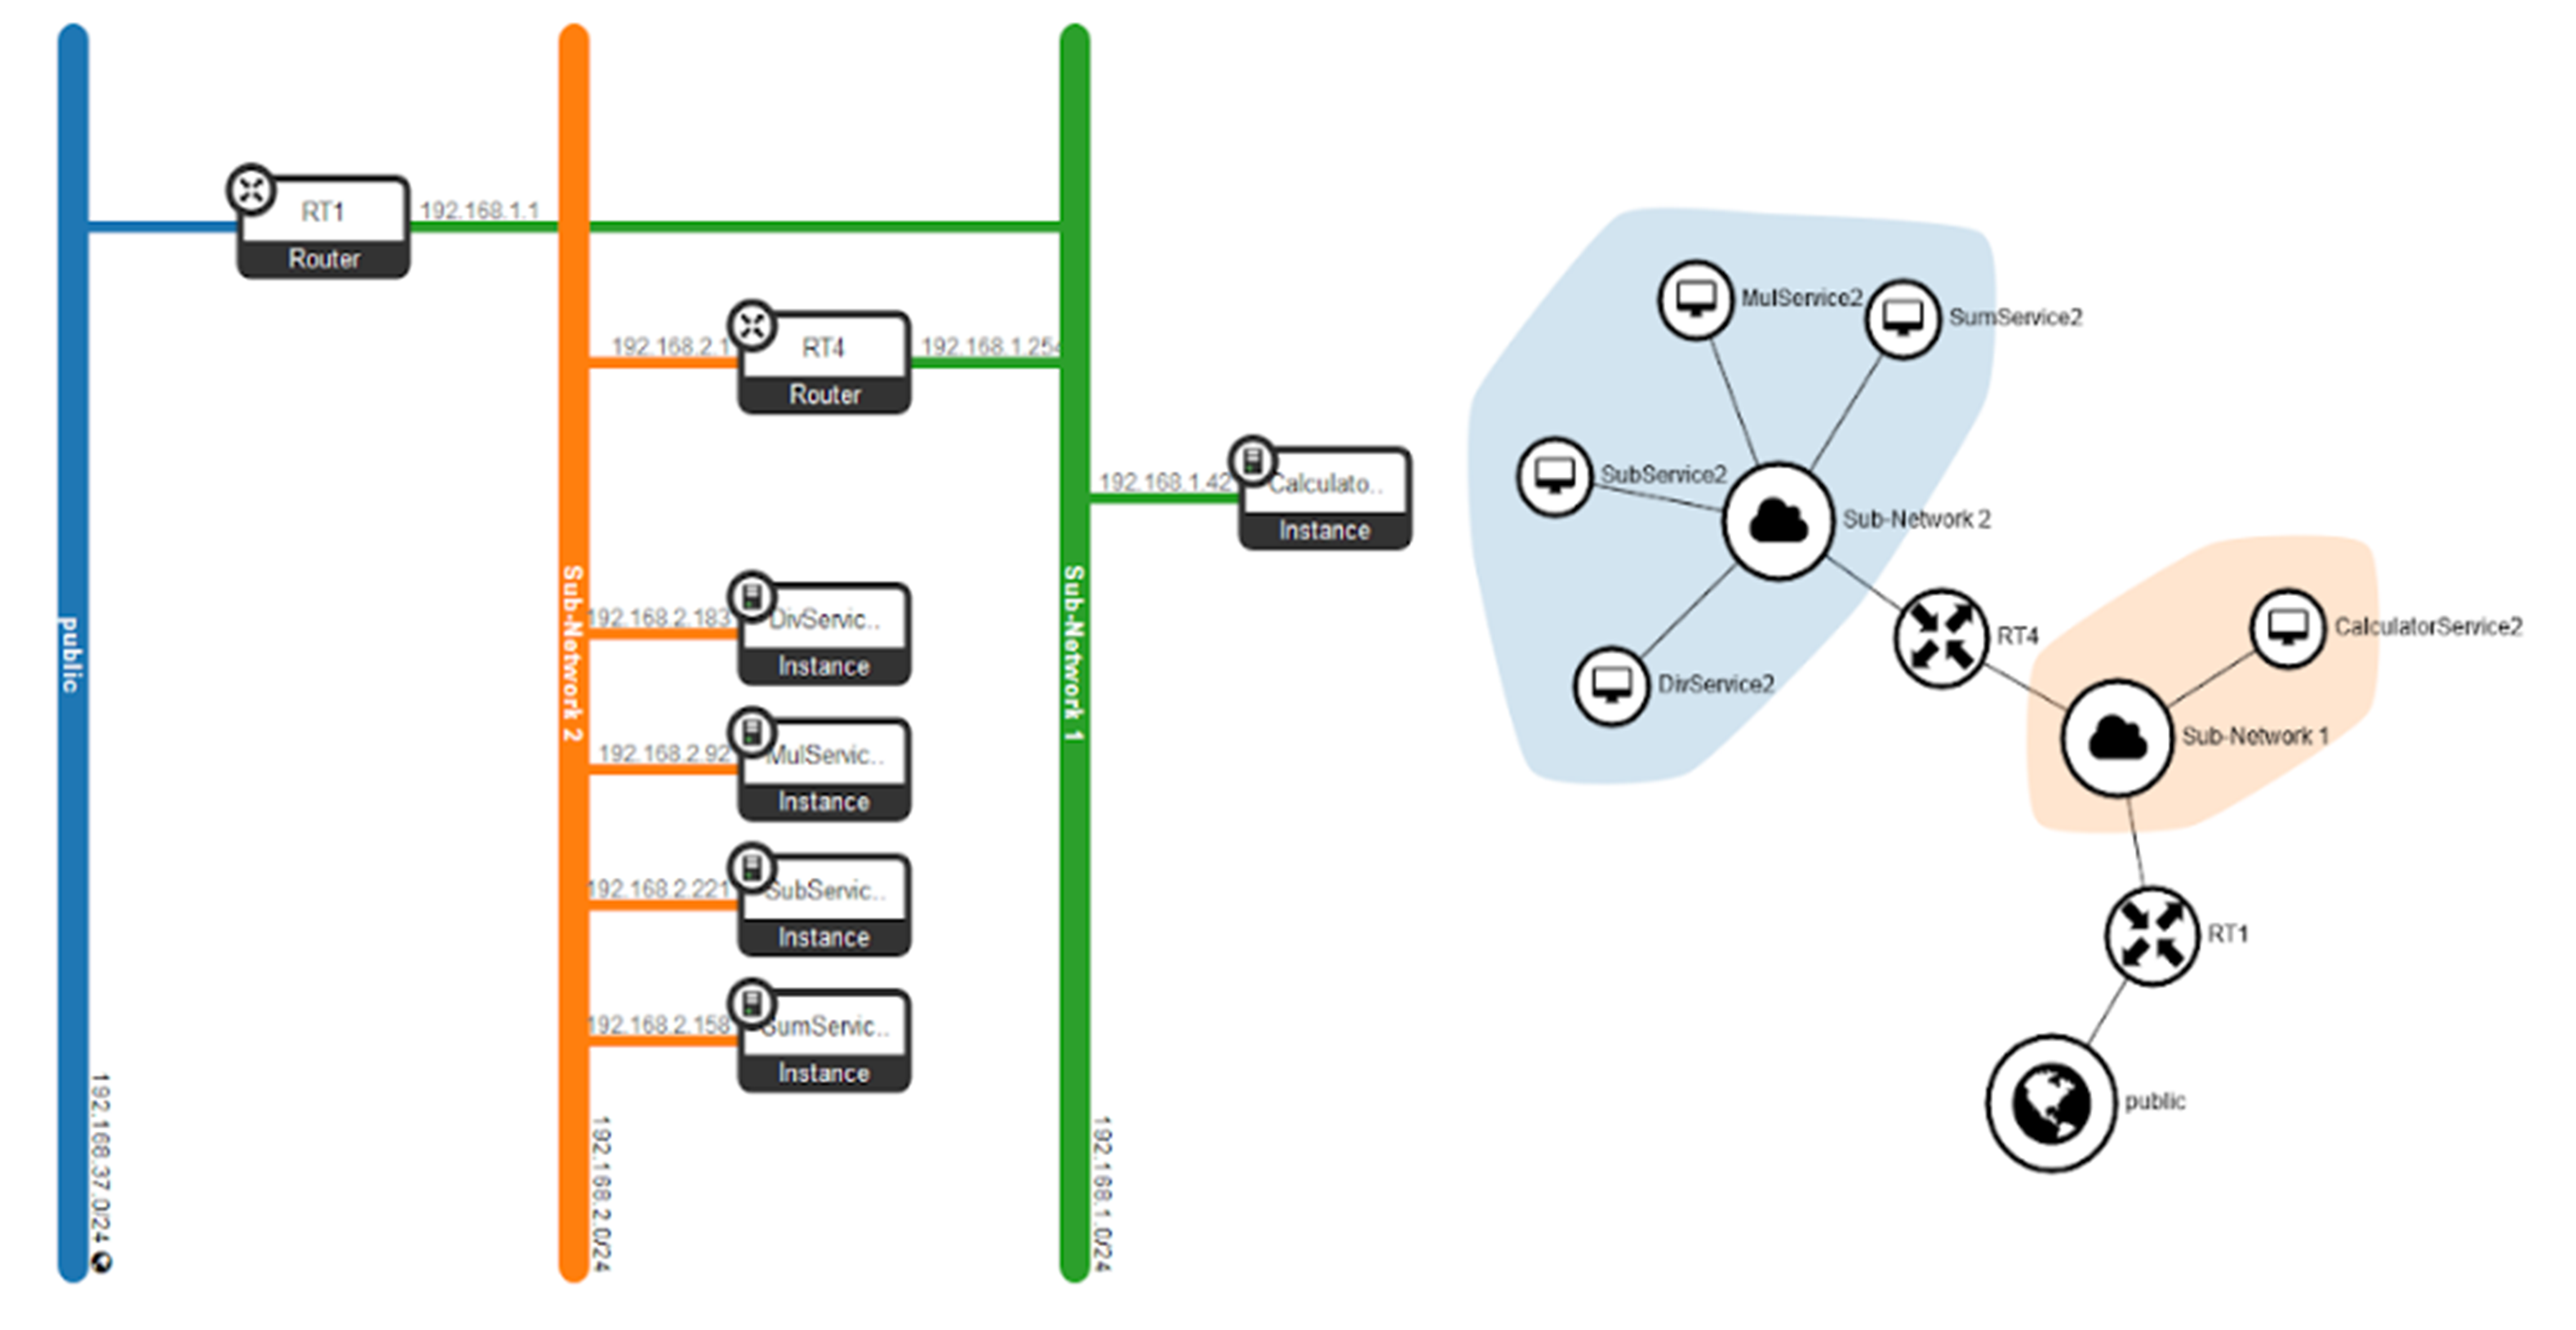 public
192.168.37.0/24
RT1
Router
192.168.1.1
Sub-Network 2
192.168.2.0/24
192.168.2.1
RT4
Router
192.168.1.254
192.168.2.183
DivServic..
Instance
192.168.2.92
MulServic..
Instance
192.168.2.221
SubServic..
Instance
192.168.2.158
SumServic..
Instance
Sub-Network 1
192.168.1.0/24
192.168.1.42
Calculato..
Instance
MulService2
SumService2
SubService2
Sub-Network 2
DivService2
RT4
CalculatorService2
Sub-Network 1
RT1
public